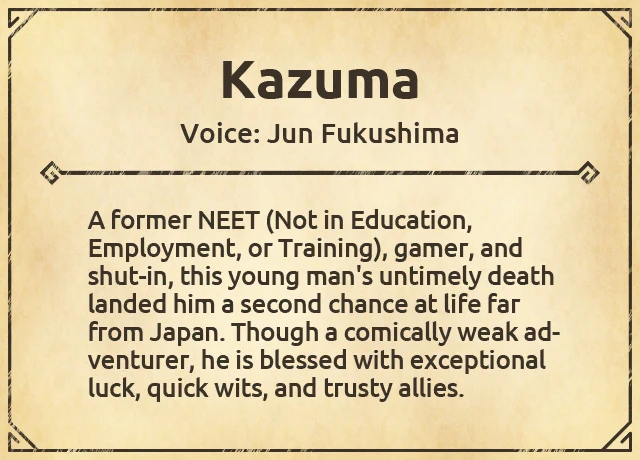 Kazuma
Voice: Jun Fukushima
A former NEET (Not in Education,
Employment, or Training), gamer, and
shut-in, this young man's untimely death
landed him a second chance at life far
from Japan. Though a comically weak ad-
venturer, he is blessed with exceptional
luck, quick wits, and trusty allies.